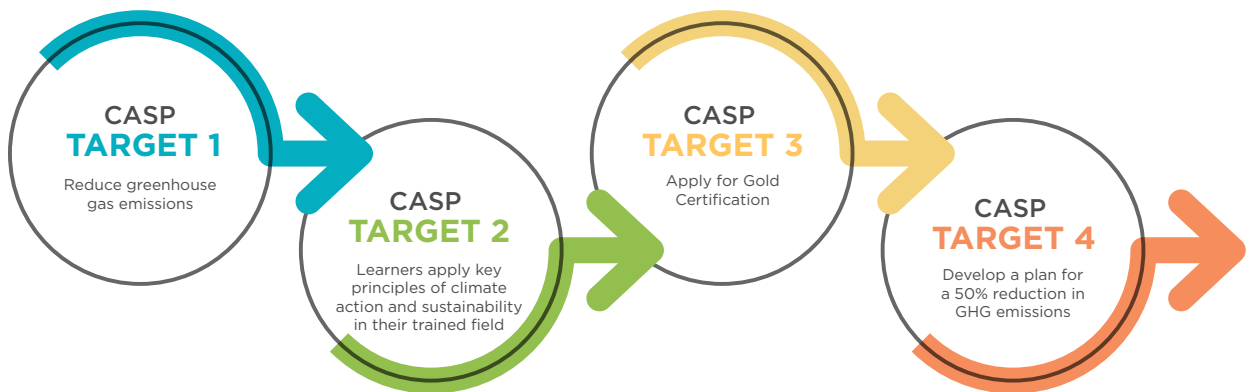 CASP
TARGET 1
Reduce greenhouse
gas emissions
CASP
TARGET 2
Learners apply key
principles of climate
action and sustainability
in their trained field
CASP
TARGET 3
Apply for Gold
Certification
CASP
TARGET 4
Develop a plan for
a 50% reduction in
GHG emissions